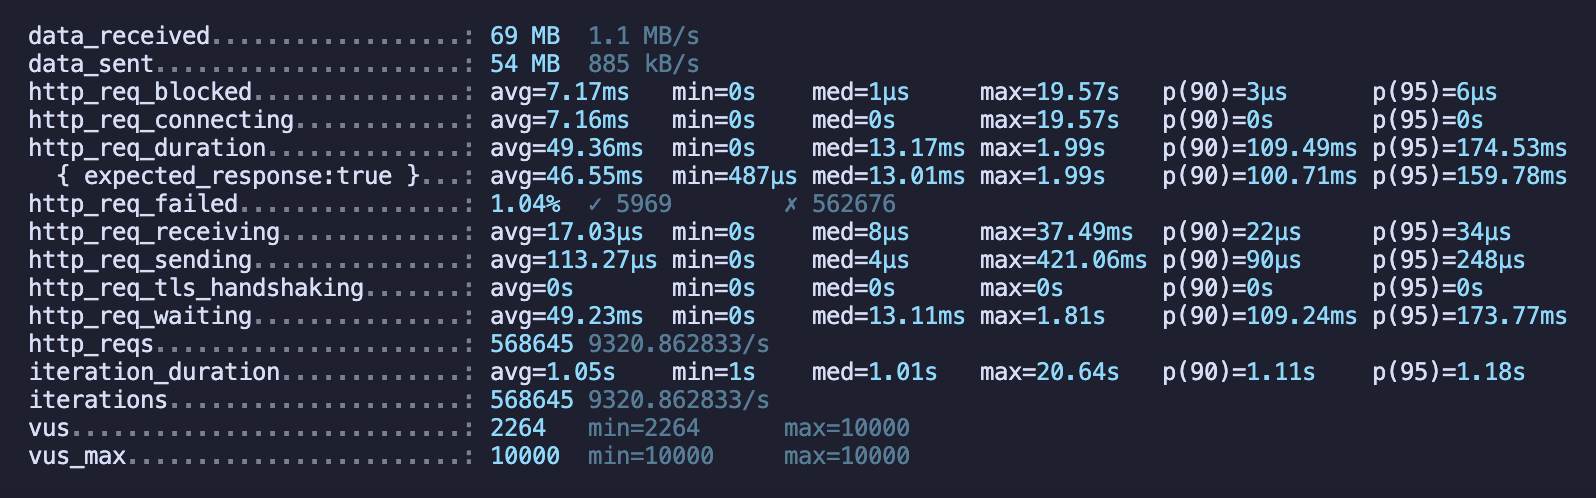 data_received..................: 69 MB  1.1 MB/s
data_sent.......................: 54 MB  885 kB/s
http_req_blocked................: avg=7.17ms   min=0s     med=1µs     max=19.57s   p(90)=3µs      p(95)=6µs
http_req_connecting.............: avg=7.16ms   min=0s     med=0s      max=19.57s   p(90)=0s       p(95)=0s
http_req_duration...............: avg=49.36ms  min=0s     med=13.17ms max=1.99s    p(90)=109.49ms p(95)=174.53ms
  { expected_response:true }....: avg=46.55ms  min=487µs  med=13.01ms max=1.99s    p(90)=100.71ms p(95)=159.78ms
http_req_failed.................: 1.04%  ✓ 5969        ✗ 562676
http_req_receiving..............: avg=17.03µs  min=0s     med=8µs     max=37.49ms  p(90)=22µs     p(95)=34µs
http_req_sending................: avg=113.27µs min=0s     med=4µs     max=421.06ms p(90)=90µs     p(95)=248µs
http_req_tls_handshaking........: avg=0s       min=0s     med=0s      max=0s       p(90)=0s       p(95)=0s
http_req_waiting................: avg=49.23ms  min=0s     med=13.11ms max=1.81s    p(90)=109.24ms p(95)=173.77ms
http_reqs.......................: 568645 9320.862833/s
iteration_duration..............: avg=1.05s    min=1s     med=1.01s   max=20.64s   p(90)=1.11s    p(95)=1.18s
iterations......................: 568645 9320.862833/s
vus.............................: 2264   min=2264      max=10000
vus_max.........................: 10000  min=10000     max=10000